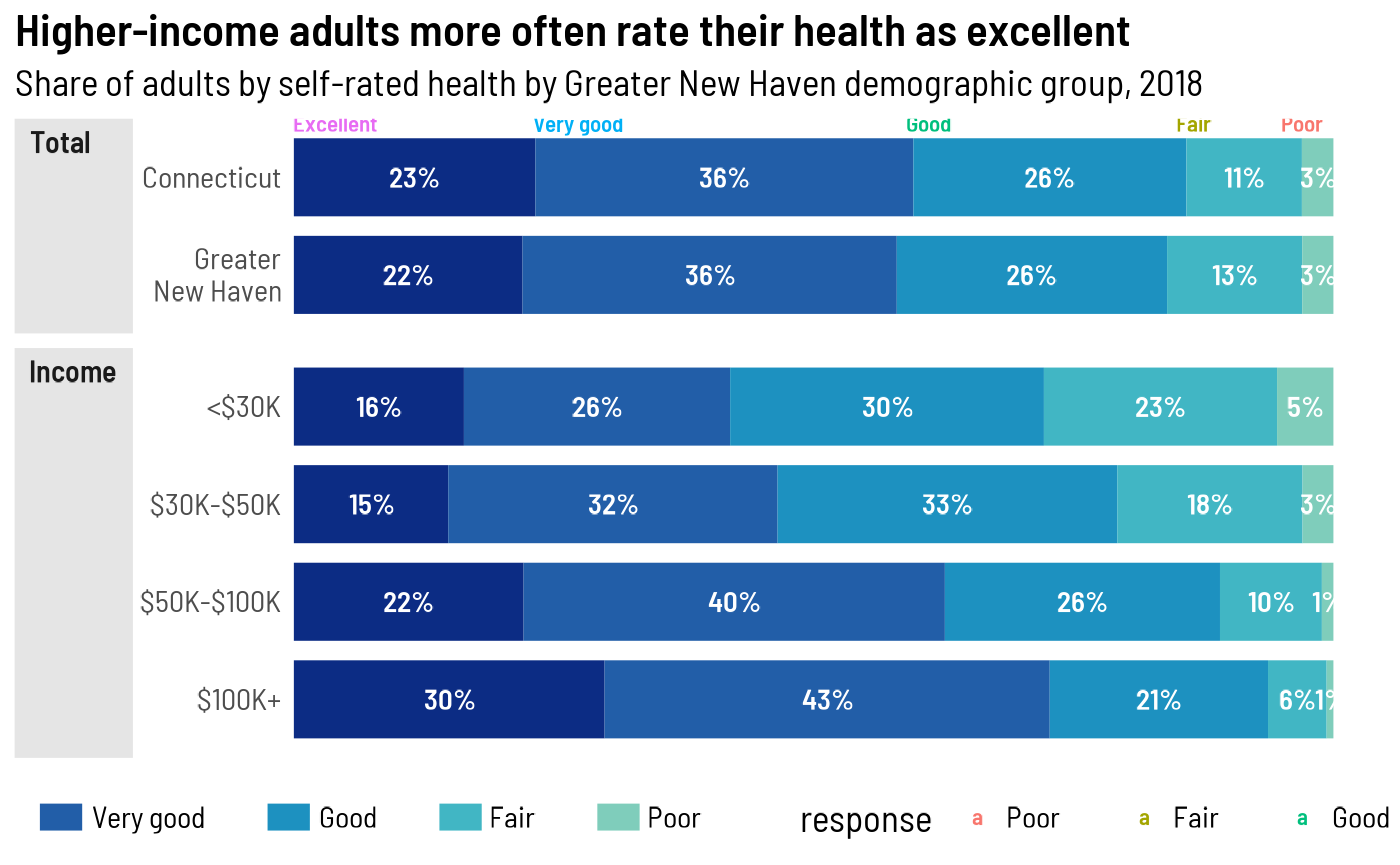 Higher-income adults more often rate their health as excellent
Share of adults by self-rated health by Greater New Haven demographic group, 2018
Excellent Very good Good Fair Poor
Total
Connecticut 23% 36% 26% 11% 3%
Greater
New Haven 22% 36% 26% 13% 3%
Income
<$30K 16% 26% 30% 23% 5%
$30K-$50K 15% 32% 33% 18% 3%
$50K-$100K 22% 40% 26% 10% 1%
$100K+ 30% 43% 21% 6% 1%
Very good Good Fair Poor response a Poor a Fair a Good